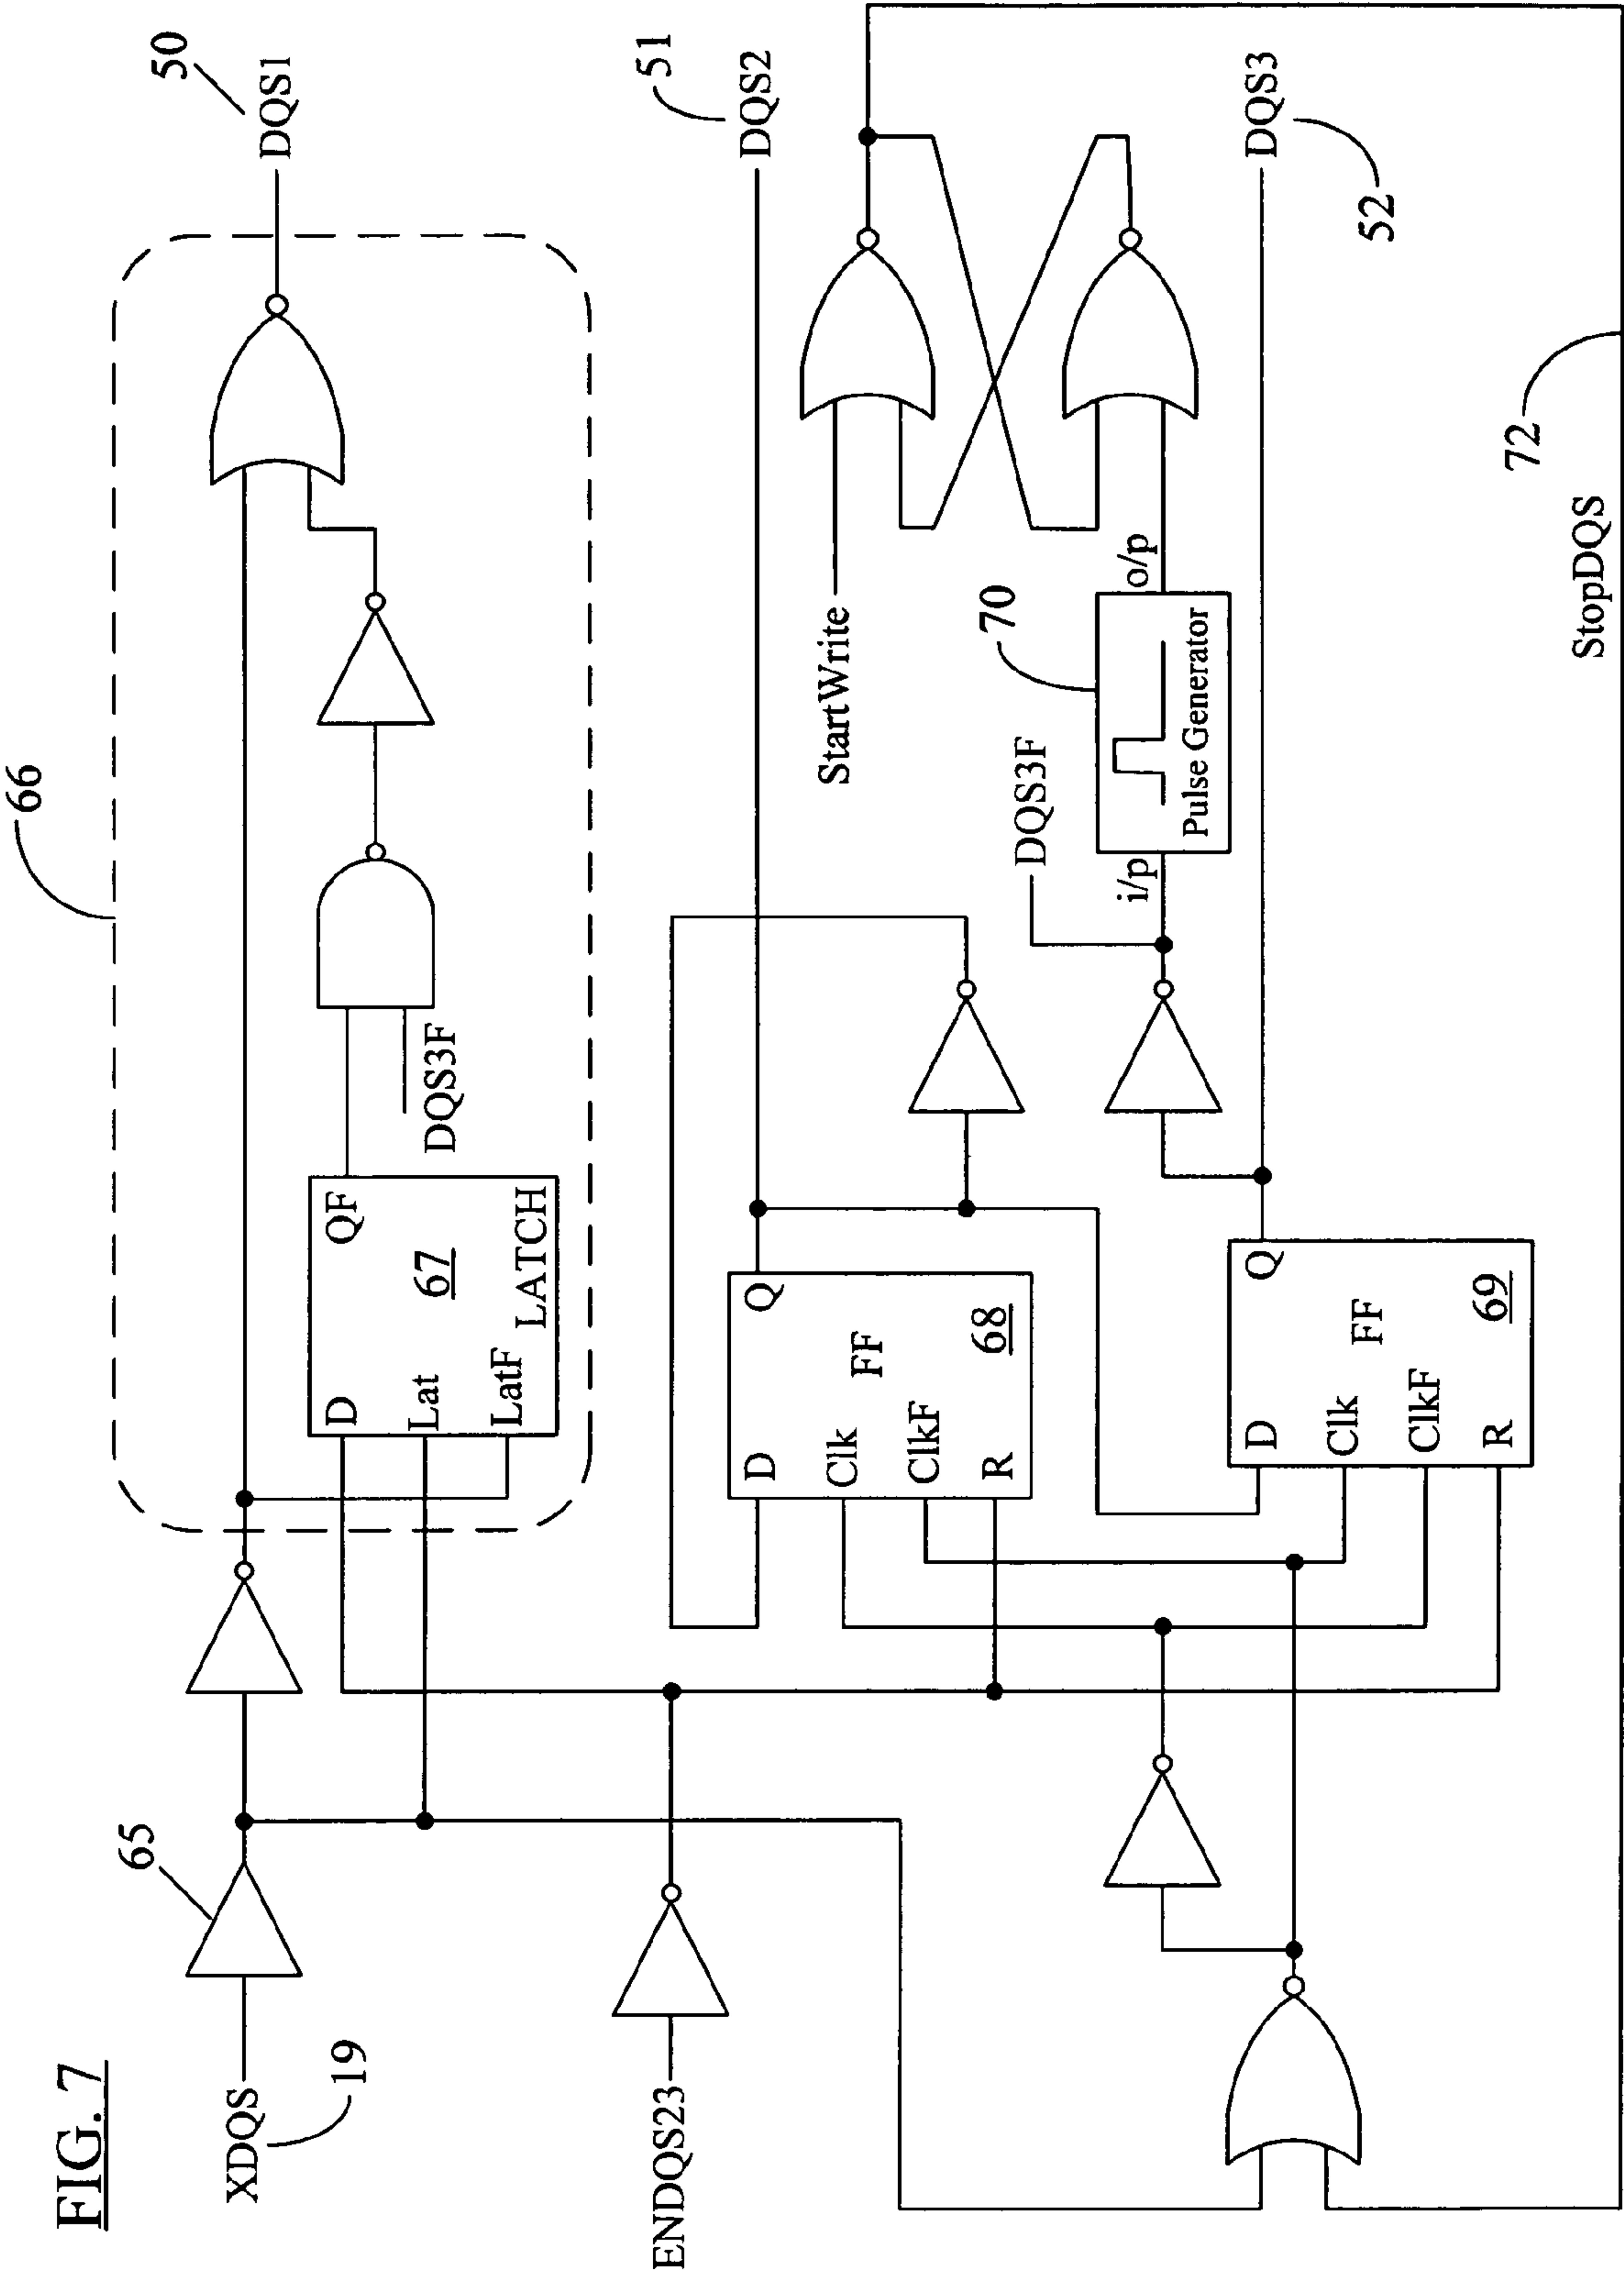 FIG. 7
66
50
DQS1
65
XDQS
19
D
QF
Lat
67
LatF
LATCH
DQS3F
ENDQS23
51
DQS2
D
Q
Clk
FF
ClkF
R
68
StartWrite
DQS3F
70
i/p
o/p
Pulse Generator
D
Q
Clk
FF
ClkF
R
69
DQS3
52
72
StopDQS